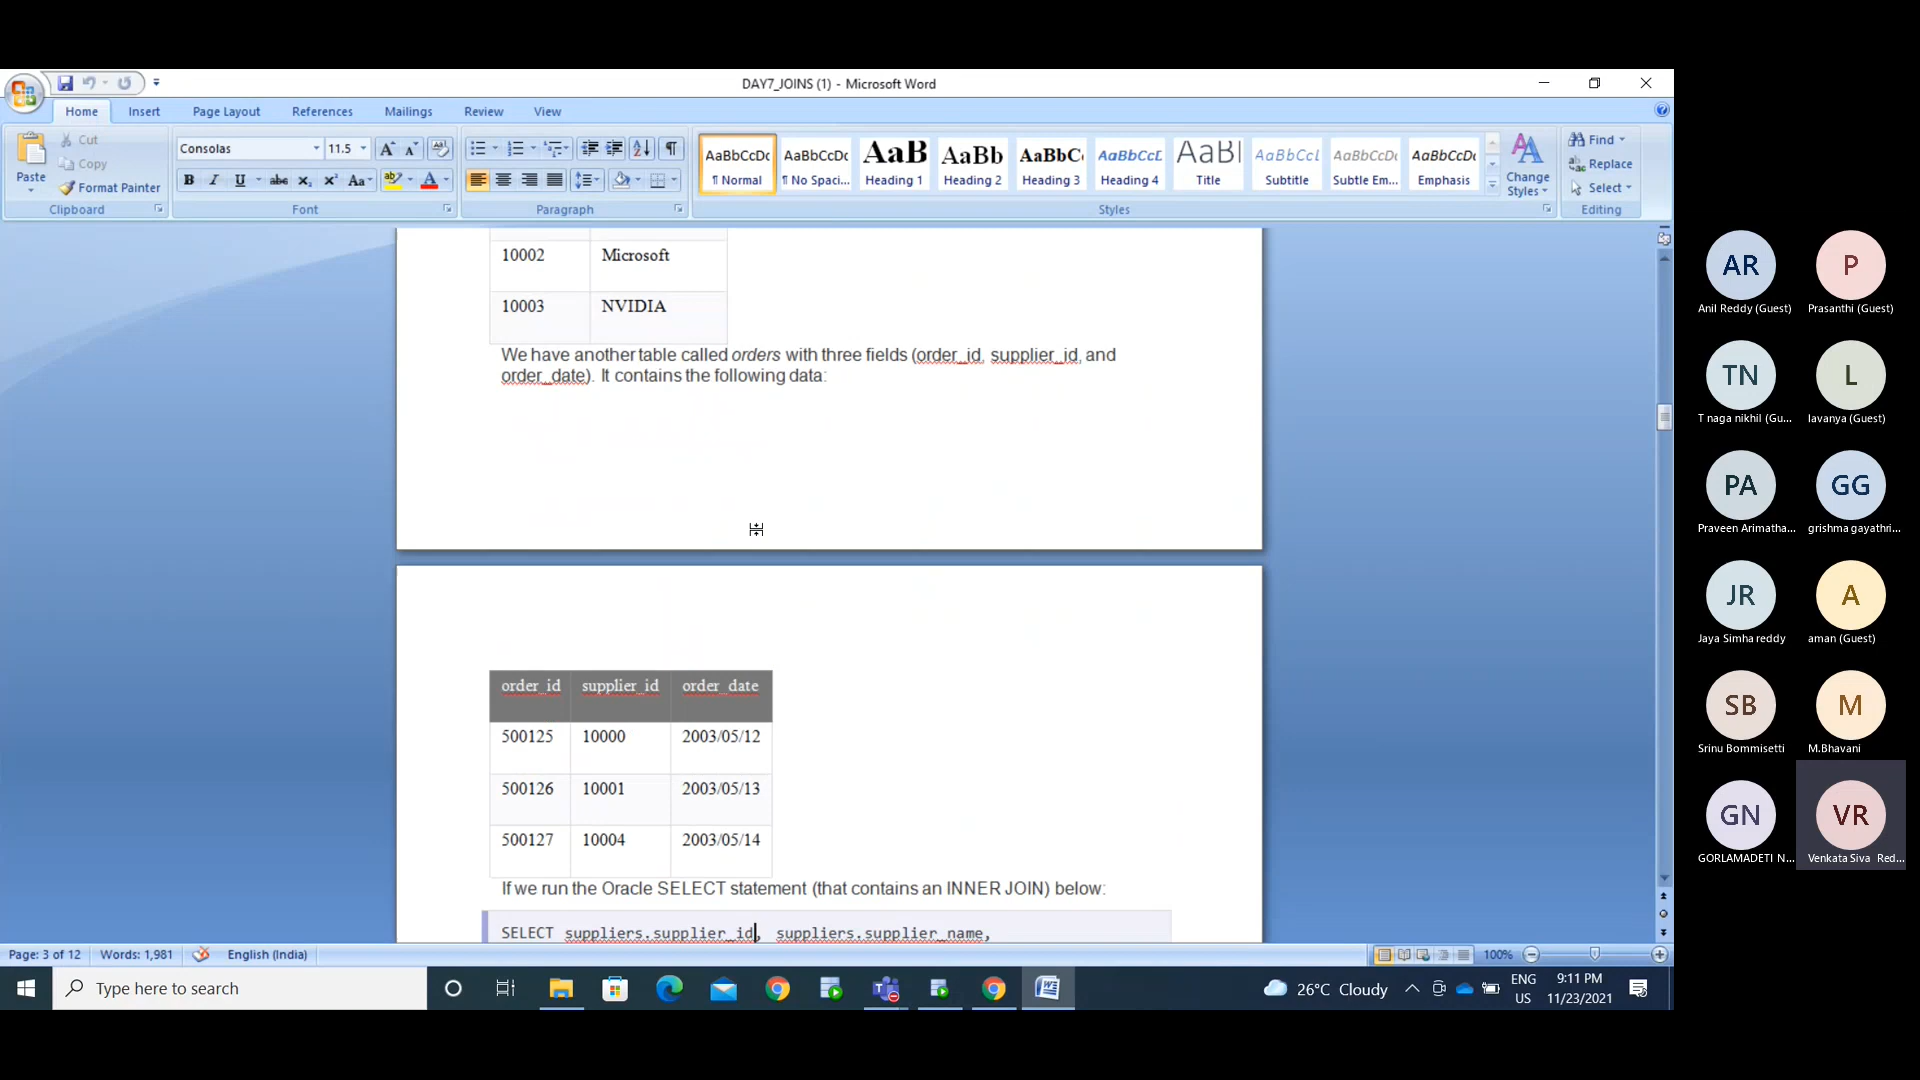 DAY7_JOINS (1) - Microsoft Word
Home Insert Page Layout References Mailings Review View
Paste
Cut
Copy
Format Painter
Clipboard
Consolas 11.5
B I U abc X₂ X² Aa
Font
Paragraph
AaBbCcDc
¶ Normal
AaBbCcDc
¶ No Spaci...
AaB
Heading 1
AaBb
Heading 2
AaBbC
Heading 3
AaBbCcL
Heading 4
AaBb
Title
AaBbCcl
Subtitle
AaBbCcDc
Subtle Em...
AaBbCcDc
Emphasis
Change
Styles
Styles
Find
Replace
Select
Editing
10002 Microsoft
10003 NVIDIA
We have another table called orders with three fields (order_id, supplier_id, and
order_date). It contains the following data:
order_id supplier_id order_date
500125 10000 2003/05/12
500126 10001 2003/05/13
500127 10004 2003/05/14
If we run the Oracle SELECT statement (that contains an INNER JOIN) below:
SELECT suppliers.supplier_id, suppliers.supplier_name,
Page: 3 of 12 Words: 1,981 English (India) 100%
Type here to search
26°C Cloudy
ENG
US
9:11 PM
11/23/2021
AR
Anil Reddy (Guest)
P
Prasanthi (Guest)
TN
T naga nikhil (Gu...
L
lavanya (Guest)
PA
Praveen Arimatha...
GG
grishma gayathri...
JR
Jaya Simha reddy
A
aman (Guest)
SB
Srinu Bommisetti
M
M.Bhavani
GN
GORLAMADETI N...
VR
Venkata Siva Red...